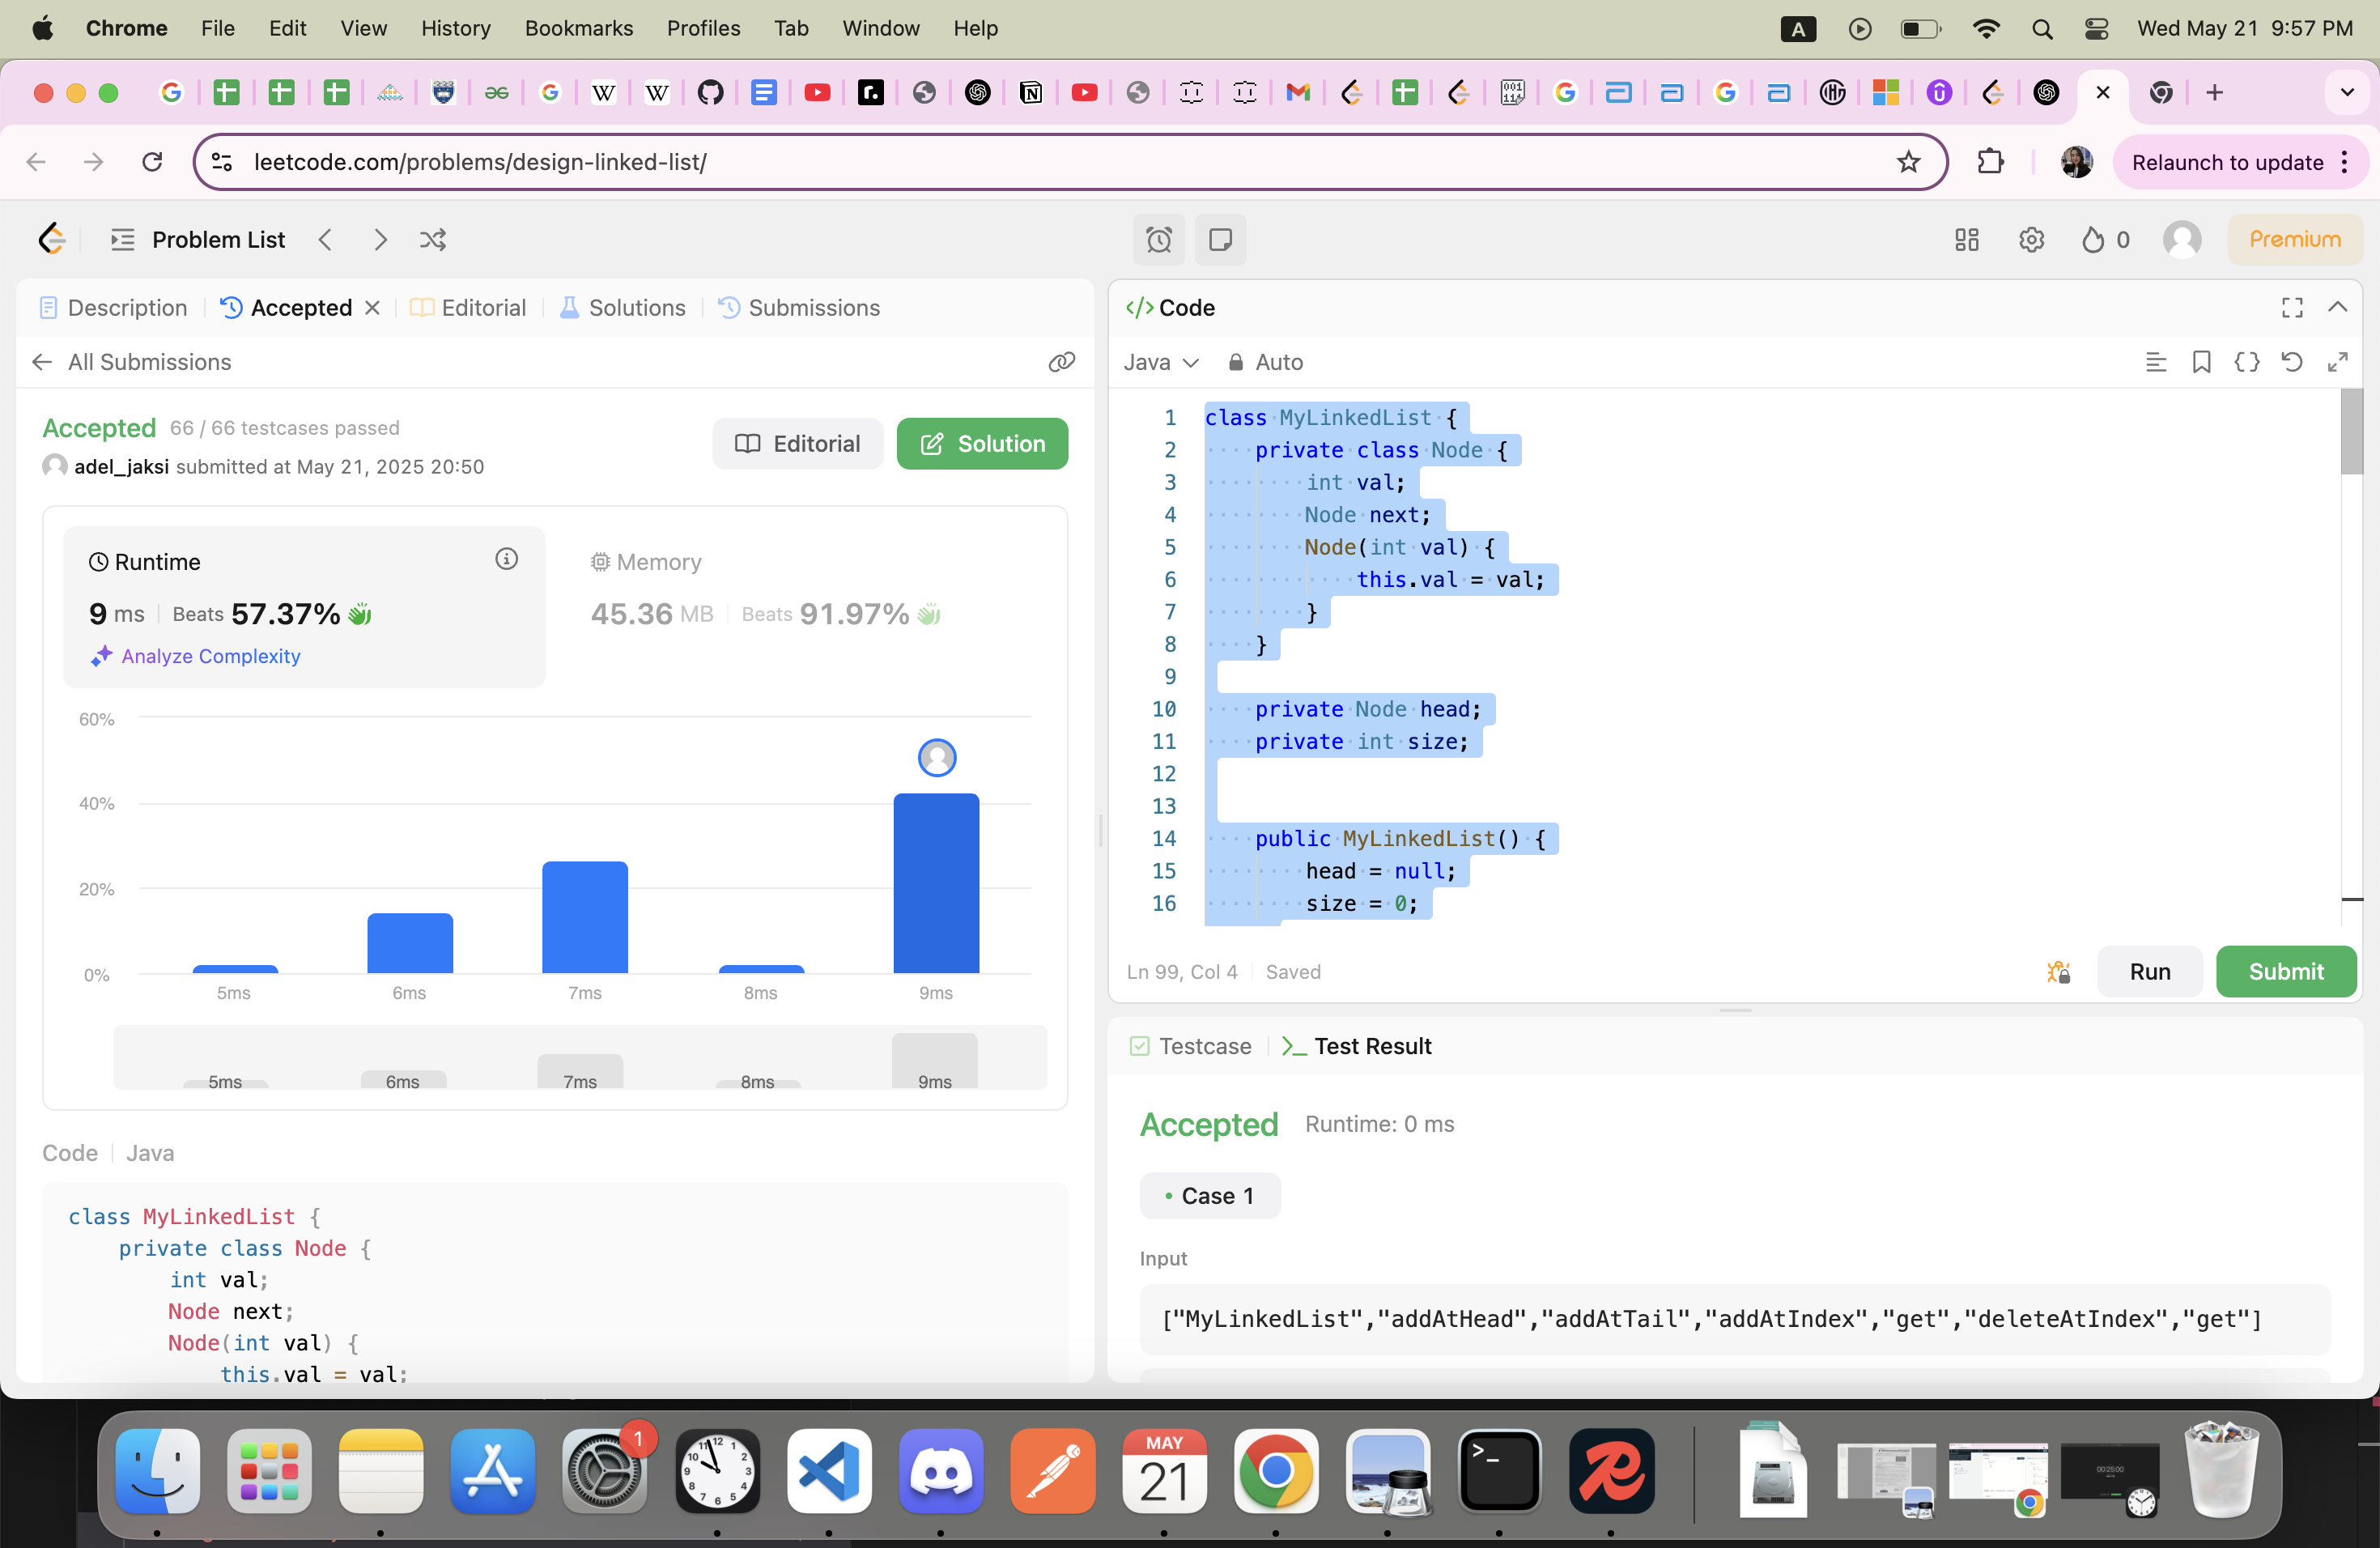 Chrome File Edit View History Bookmarks Profiles Tab Window Help A Wed May 21 9:57 PM
leetcode.com/problems/design-linked-list/ Relaunch to update
Problem List 0 Premium
Description Accepted Editorial Solutions Submissions
All Submissions
Accepted 66 / 66 testcases passed
adel_jaksi submitted at May 21, 2025 20:50
Editorial Solution
Runtime
9 ms Beats 57.37%
Analyze Complexity
Memory
45.36 MB Beats 91.97%
60%
40%
20%
0%
5ms 6ms 7ms 8ms 9ms
5ms 6ms 7ms 8ms 9ms
Code Java
class MyLinkedList {
private class Node {
int val;
Node next;
Node(int val) {
this.val = val;
</> Code
Java Auto
1 class MyLinkedList {
2 private class Node {
3 int val;
4 Node next;
5 Node(int val) {
6 this.val = val;
7 }
8 }
9
10 private Node head;
11 private int size;
12
13
14 public MyLinkedList() {
15 head = null;
16 size = 0;
Ln 99, Col 4 Saved Run Submit
Testcase Test Result
Accepted Runtime: 0 ms
Case 1
Input
["MyLinkedList","addAtHead","addAtTail","addAtIndex","get","deleteAtIndex","get"]
1
MAY
21